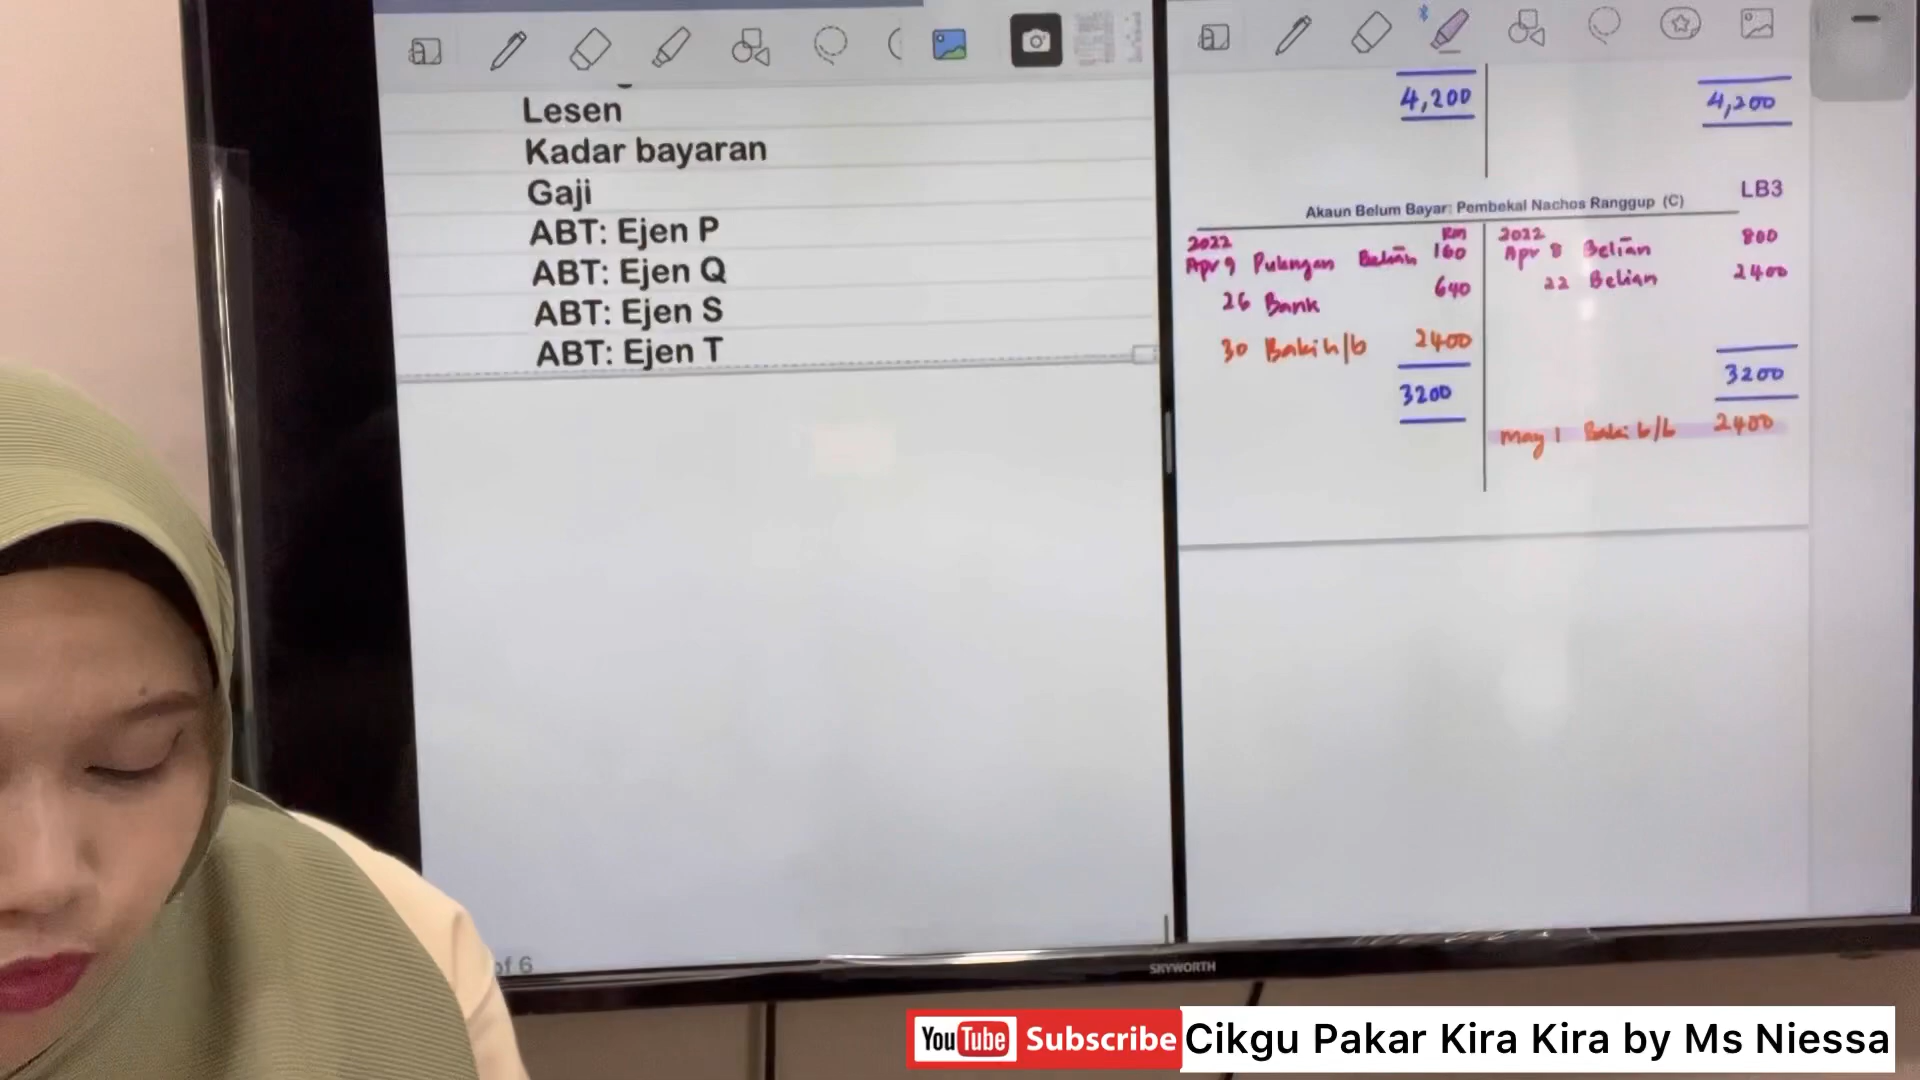 Lesen
Kadar bayaran
Gaji
ABT: Ejen P
ABT: Ejen Q
ABT: Ejen S
ABT: Ejen T
of 6
4,200 4,200
LB3
Akaun Belum Bayar: Pembekal Nachos Ranggup (C)
2022 RM 2022
Apr 9 Pulangan Belian 160 Apr 8 Belian 800
26 Bank 640 22 Belian 2400
30 Baki h/b 2400
3200 3200
May 1 Baki b/b 2400
SKYWORTH
YouTube Subscribe Cikgu Pakar Kira Kira by Ms Niessa